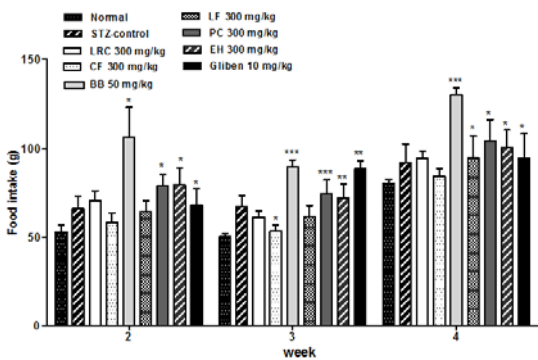 Normal
STZ-control
LRC 300 mg/kg
CF 300 mg/kg
BB 50 mg/kg
LF 300 mg/kg
PC 300 mg/kg
EH 300 mg/kg
Gliben 10 mg/kg
150
100
50
0
Food intake (g)
* * * *
*** * *** ** **
*** * * * *
2 3 4
week